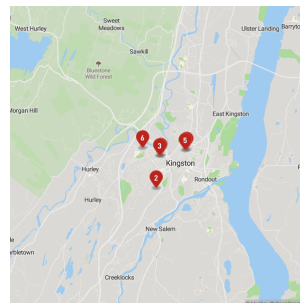 Sweet
Meadows
West Hurley
Ulster Landing
Barryto
Sawkill
Bluestone
Wild Forest
Morgan Hill
East Kingston
6
3
5
Kingston
Hurley
2
Rondout
Hurley
New Salem
le
rbletown
Creeklocks